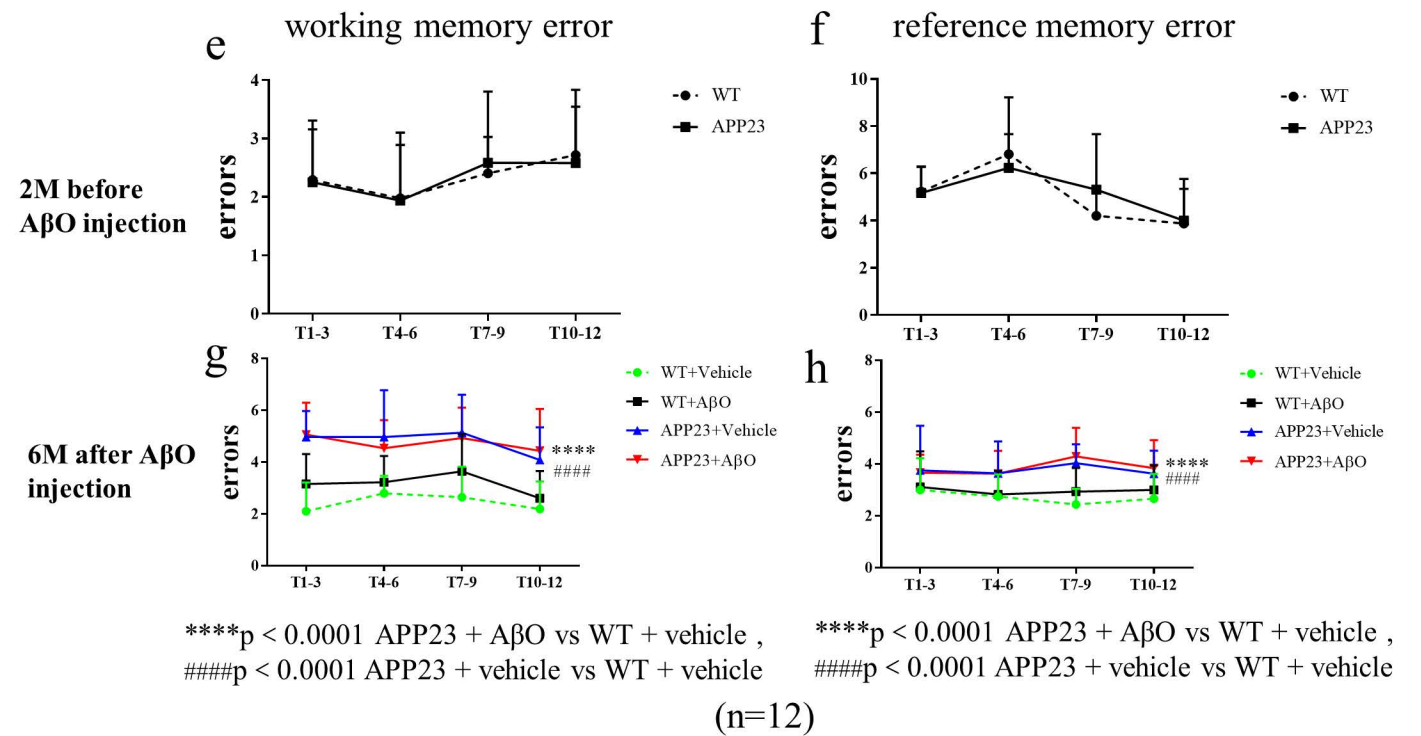 e
working memory error
f
reference memory error
4
3
2
1
0
errors
WT
APP23
T1-3
T4-6
T7-9
T10-12
10
8
6
4
2
0
errors
WT
APP23
T1-3
T4-6
T7-9
T10-12
2M before
AβO injection
g
8
6
4
2
0
errors
WT+Vehicle
WT+AβO
APP23+Vehicle
APP23+AβO
****
####
T1-3
T4-6
T7-9
T10-12
h
8
6
4
2
0
errors
WT+Vehicle
WT+AβO
APP23+Vehicle
APP23+AβO
****
####
T1-3
T4-6
T7-9
T10-12
6M after AβO
injection
****p < 0.0001 APP23 + AβO vs WT + vehicle ,
####p < 0.0001 APP23 + vehicle vs WT + vehicle
****p < 0.0001 APP23 + AβO vs WT + vehicle ,
####p < 0.0001 APP23 + vehicle vs WT + vehicle
(n=12)